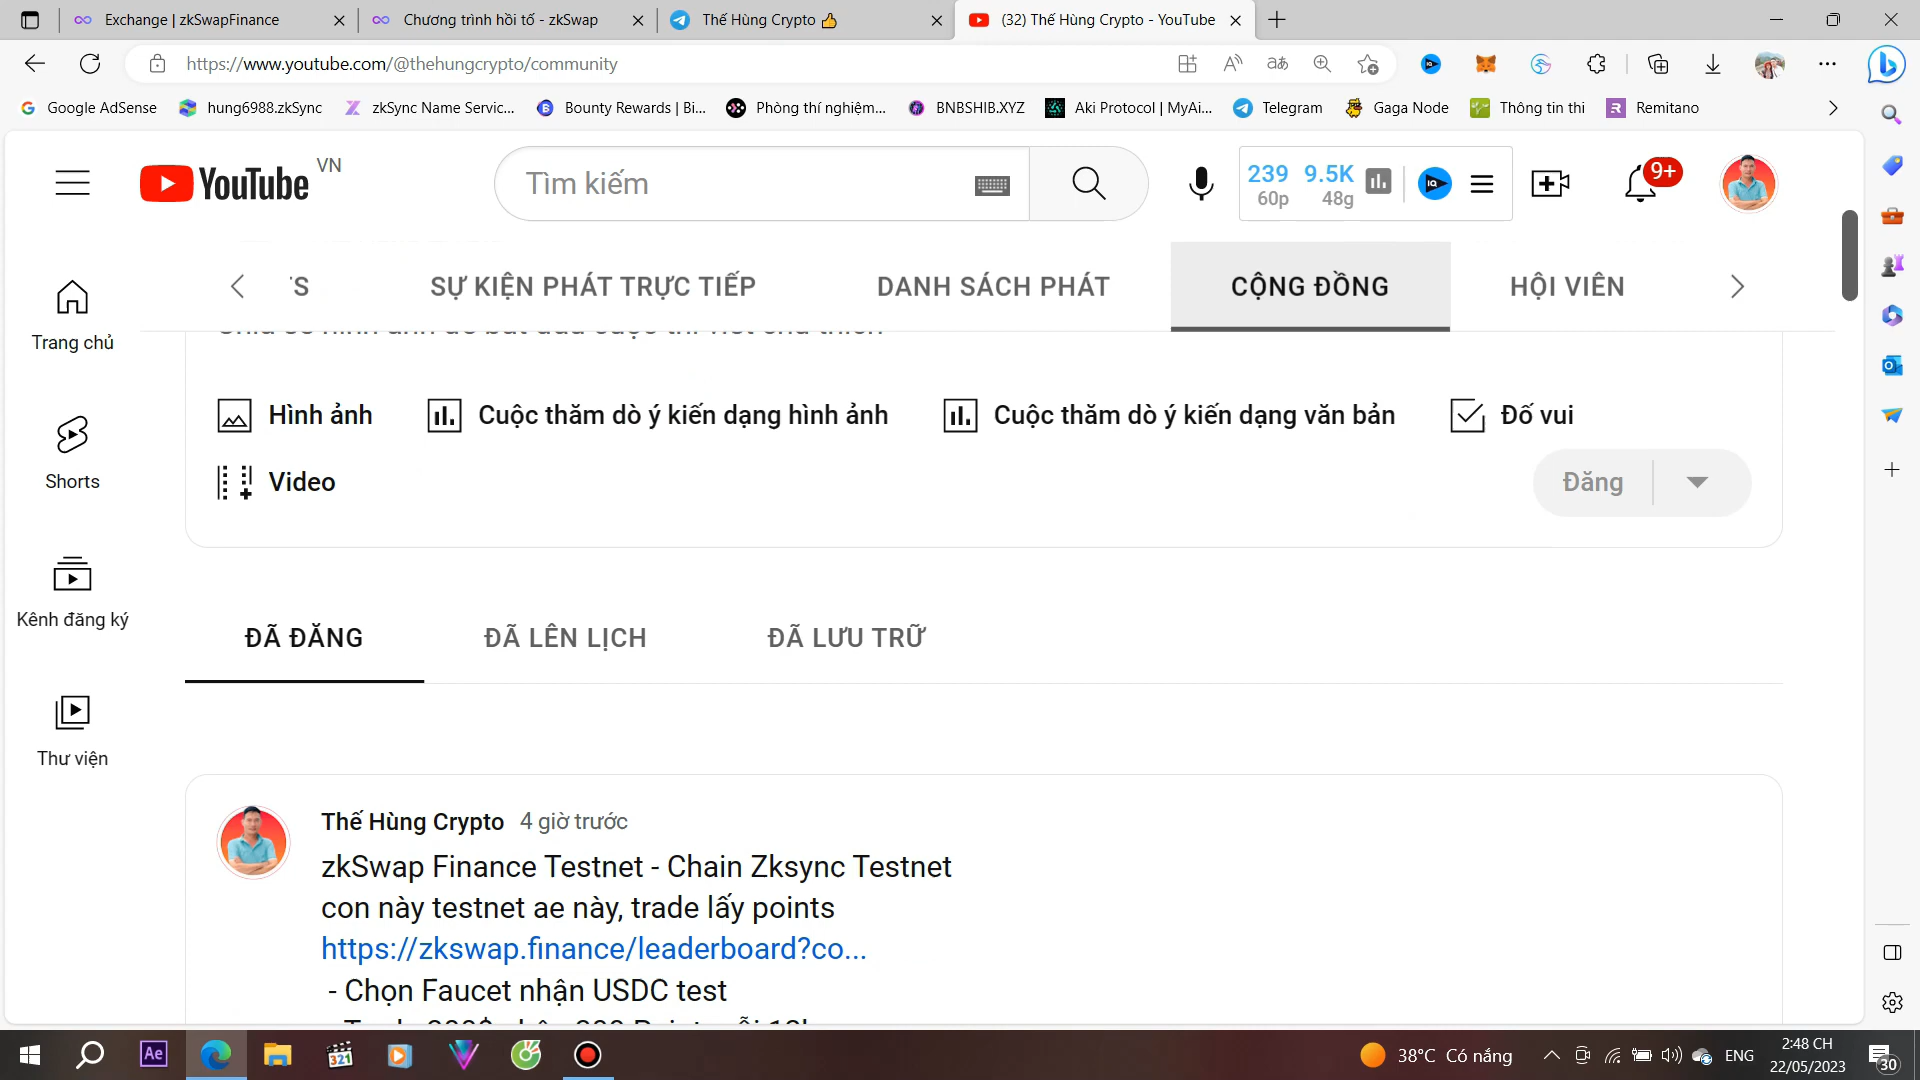 Exchange | zkSwapFinance
Chương trình hồi tố - zkSwap
Thế Hùng Crypto 👍
(32) Thế Hùng Crypto - YouTube
https://www.youtube.com/@thehungcrypto/community
Google AdSense
hung6988.zkSync
zkSync Name Servic...
Bounty Rewards | Bi...
Phòng thí nghiệm...
BNBSHIB.XYZ
Aki Protocol | MyAi...
Telegram
Gaga Node
Thông tin thi
Remitano
YouTube VN
Tìm kiếm
239 9.5K
60p 48g
9+
'S
SỰ KIỆN PHÁT TRỰC TIẾP
DANH SÁCH PHÁT
CỘNG ĐỒNG
HỘI VIÊN
Trang chủ
Shorts
Kênh đăng ký
Thư viện
Hình ảnh
Cuộc thăm dò ý kiến dạng hình ảnh
Cuộc thăm dò ý kiến dạng văn bản
Đố vui
Video
Đăng
ĐÃ ĐĂNG
ĐÃ LÊN LỊCH
ĐÃ LƯU TRỮ
Thế Hùng Crypto 4 giờ trước
zkSwap Finance Testnet - Chain Zksync Testnet
con này testnet ae này, trade lấy points
https://zkswap.finance/leaderboard?co...
- Chọn Faucet nhận USDC test
Ae
321
38°C Có nắng
ENG
2:48 CH
22/05/2023
30